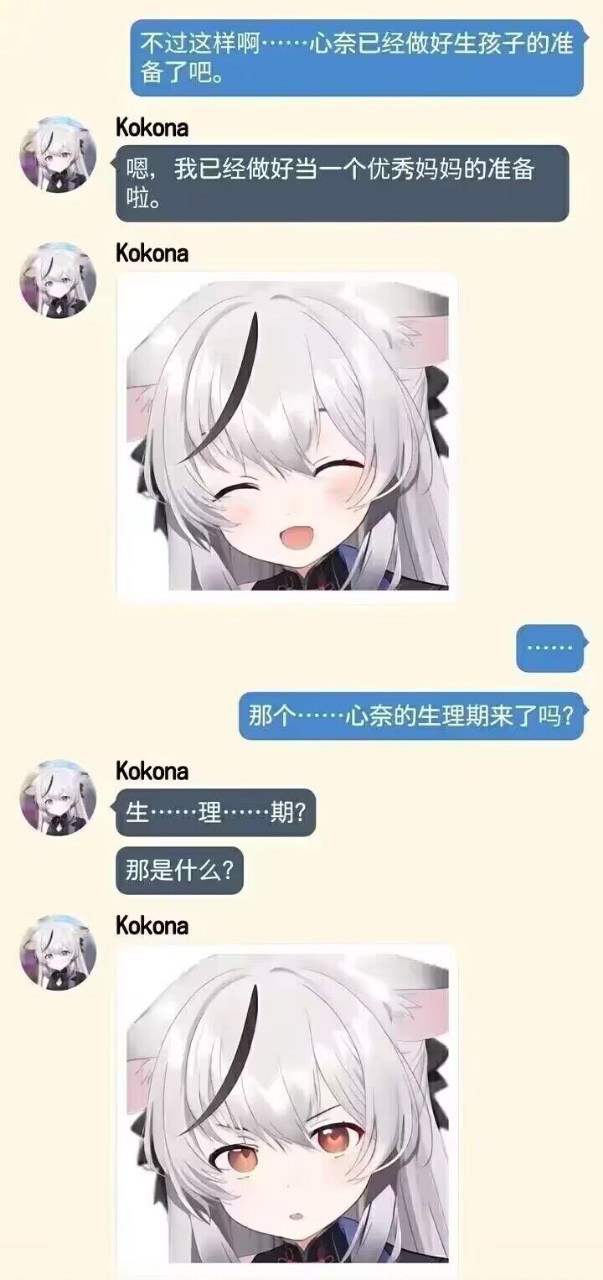 不过这样啊……心奈已经做好生孩子的准
备了吧。
Kokona
嗯，我已经做好当一个优秀妈妈的准备
啦。
Kokona
……
那个……心奈的生理期来了吗?
Kokona
生……理……期?
那是什么?
Kokona